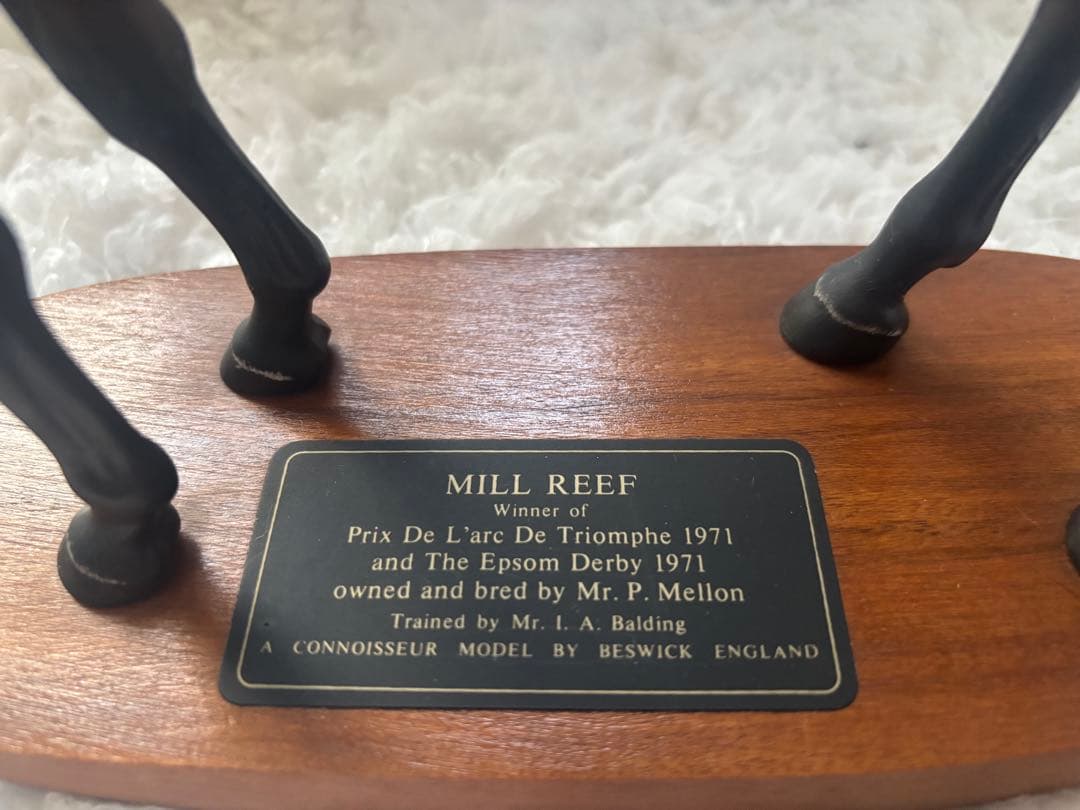 MILL REEF
Winner of
Prix De L'arc De Triomphe 1971
and The Epsom Derby 1971
owned and bred by Mr. P. Mellon
Trained by Mr. I. A. Balding
A CONNOISSEUR MODEL BY BESWICK ENGLAND